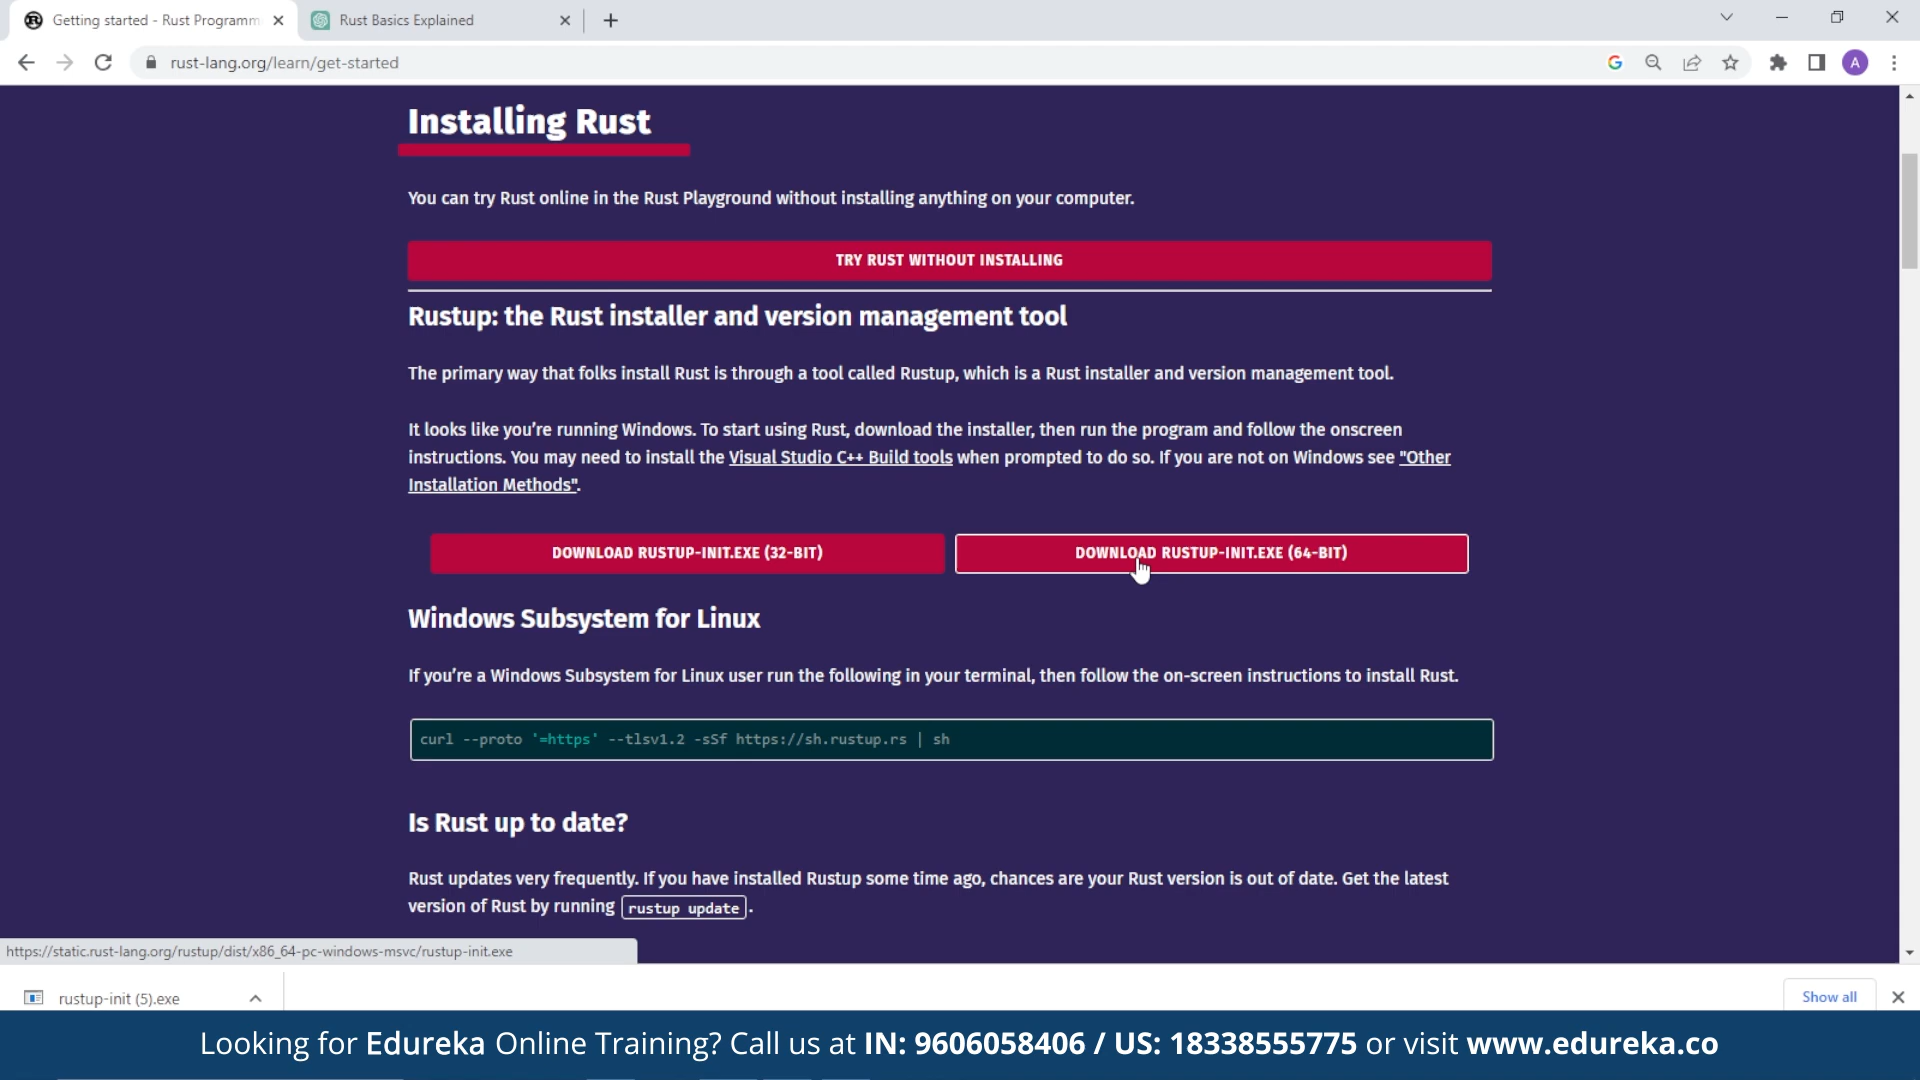 Getting started - Rust Programm
Rust Basics Explained
rust-lang.org/learn/get-started
A
Installing Rust
You can try Rust online in the Rust Playground without installing anything on your computer.
TRY RUST WITHOUT INSTALLING
Rustup: the Rust installer and version management tool
The primary way that folks install Rust is through a tool called Rustup, which is a Rust installer and version management tool.
It looks like you're running Windows. To start using Rust, download the installer, then run the program and follow the onscreen
instructions. You may need to install the Visual Studio C++ Build tools when prompted to do so. If you are not on Windows see "Other
Installation Methods".
DOWNLOAD RUSTUP-INIT.EXE (32-BIT)
DOWNLOAD RUSTUP-INIT.EXE (64-BIT)
Windows Subsystem for Linux
If you're a Windows Subsystem for Linux user run the following in your terminal, then follow the on-screen instructions to install Rust.
curl --proto '=https' --tlsv1.2 -sSf https://sh.rustup.rs | sh
Is Rust up to date?
Rust updates very frequently. If you have installed Rustup some time ago, chances are your Rust version is out of date. Get the latest
version of Rust by running rustup update.
https://static.rust-lang.org/rustup/dist/x86_64-pc-windows-msvc/rustup-init.exe
rustup-init (5).exe
Show all
Looking for Edureka Online Training? Call us at IN: 9606058406 / US: 18338555775 or visit www.edureka.co